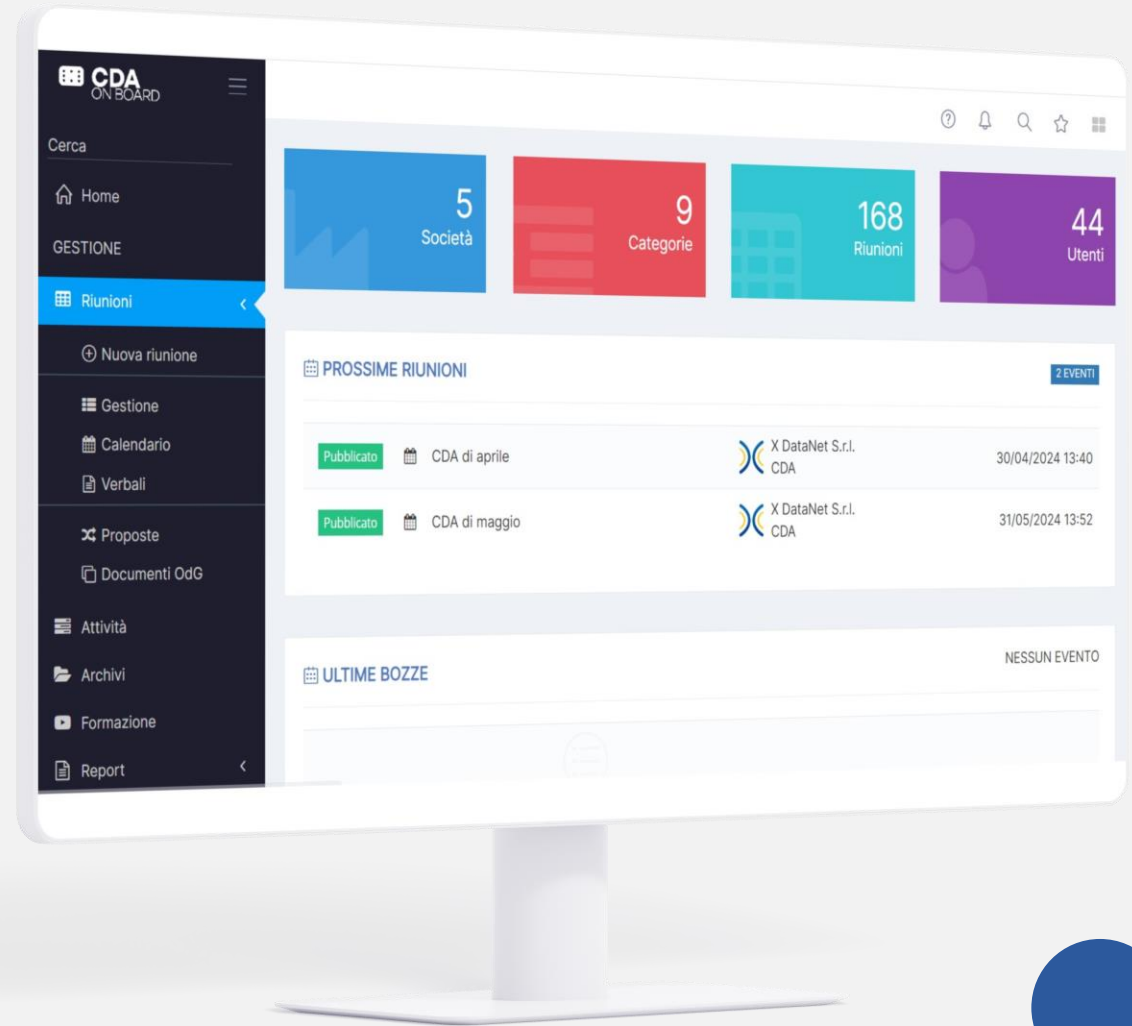 CDA
ON BOARD
Cerca
Home
GESTIONE
Riunioni
Nuova riunione
Gestione
Calendario
Verbali
Proposte
Documenti OdG
Attività
Archivi
Formazione
Report
5
Società
9
Categorie
168
Riunioni
44
Utenti
PROSSIME RIUNIONI
2 EVENTI
Pubblicato CDA di aprile X DataNet S.r.l.
CDA 30/04/2024 13:40
Pubblicato CDA di maggio X DataNet S.r.l.
CDA 31/05/2024 13:52
ULTIME BOZZE
NESSUN EVENTO